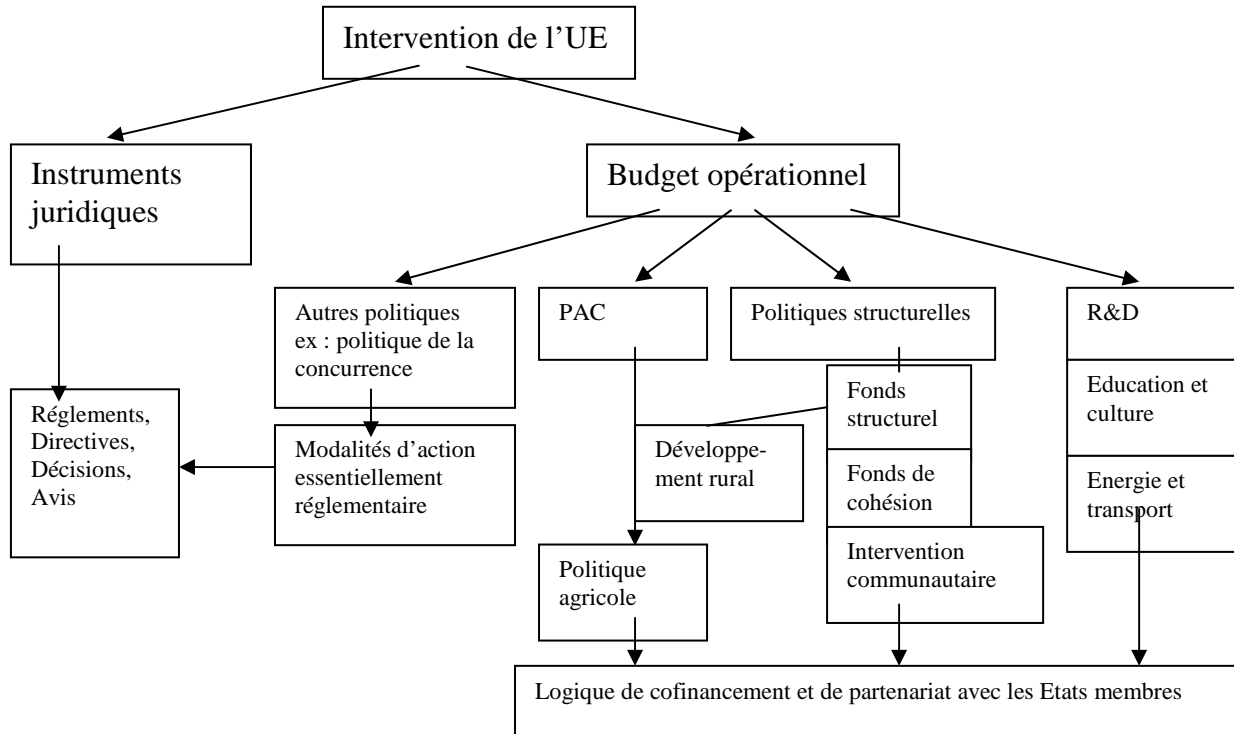 Intervention de l’UE
Instruments
juridiques
Budget opérationnel
Autres politiques
ex : politique de la
concurrence
PAC
Politiques structurelles
R&D
Réglements,
Directives,
Décisions,
Avis
Modalités d’action
essentiellement
réglementaire
Développe-
ment rural
Fonds
structurel
Fonds de
cohésion
Intervention
communautaire
Education et
culture
Energie et
transport
Politique
agricole
Logique de cofinancement et de partenariat avec les Etats membres